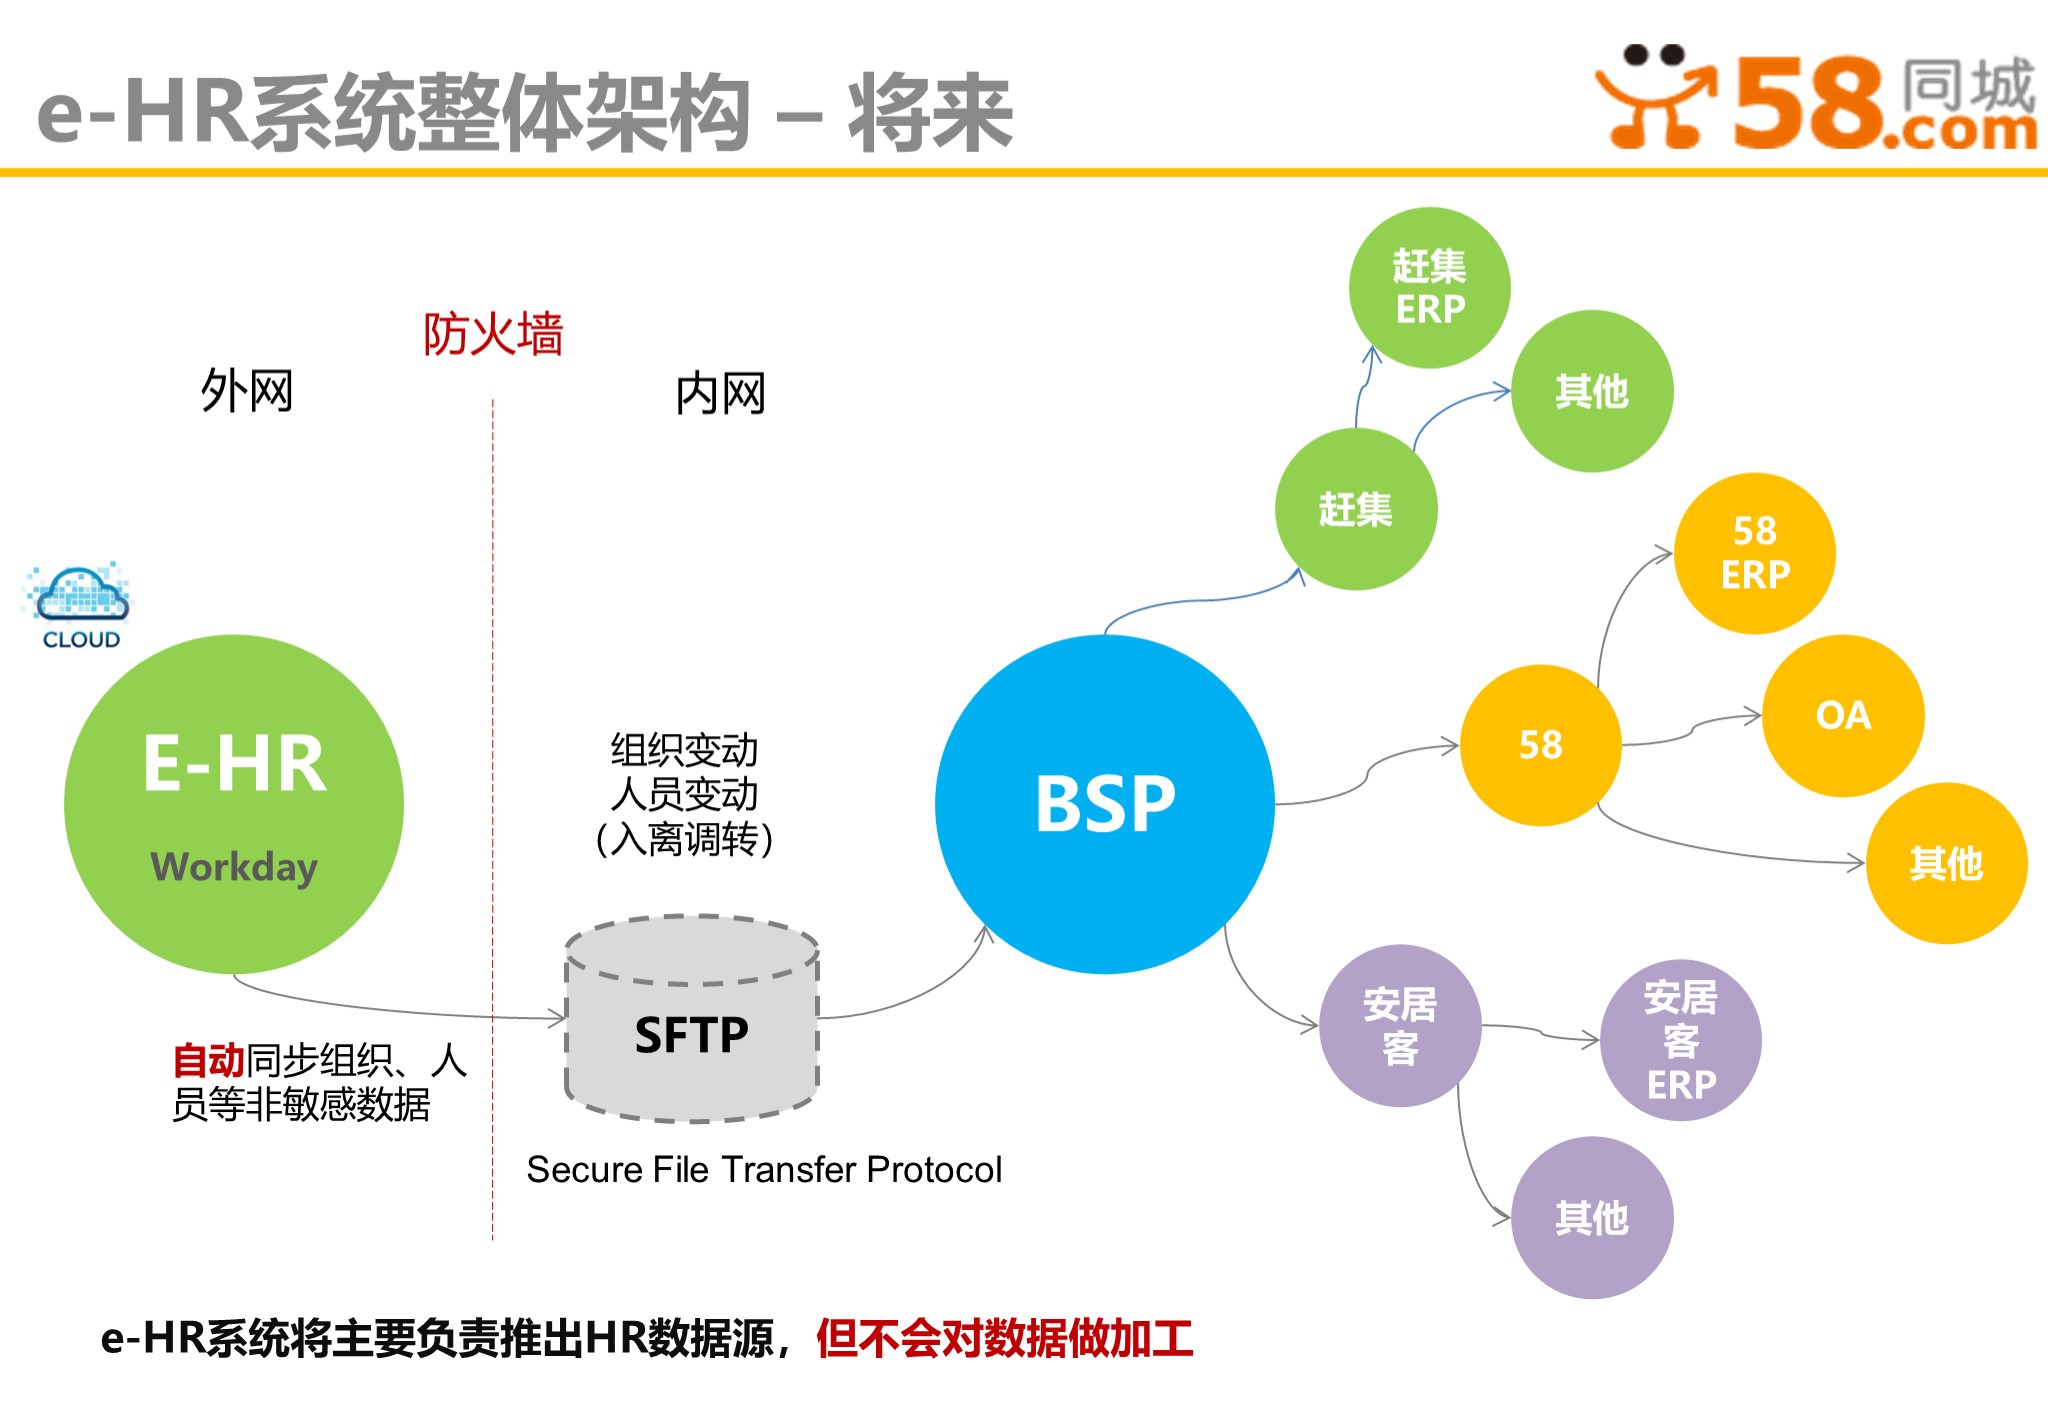 e-HR系统整体架构 – 将来
58同城
.com
防火墙
外网
内网
CLOUD
E-HR
Workday
自动同步组织、人
员等非敏感数据
组织变动
人员变动
（入离调转）
SFTP
Secure File Transfer Protocol
BSP
赶集
赶集
ERP
其他
58
58
ERP
OA
其他
安居
客
安居
客
ERP
其他
e-HR系统将主要负责推出HR数据源，但不会对数据做加工